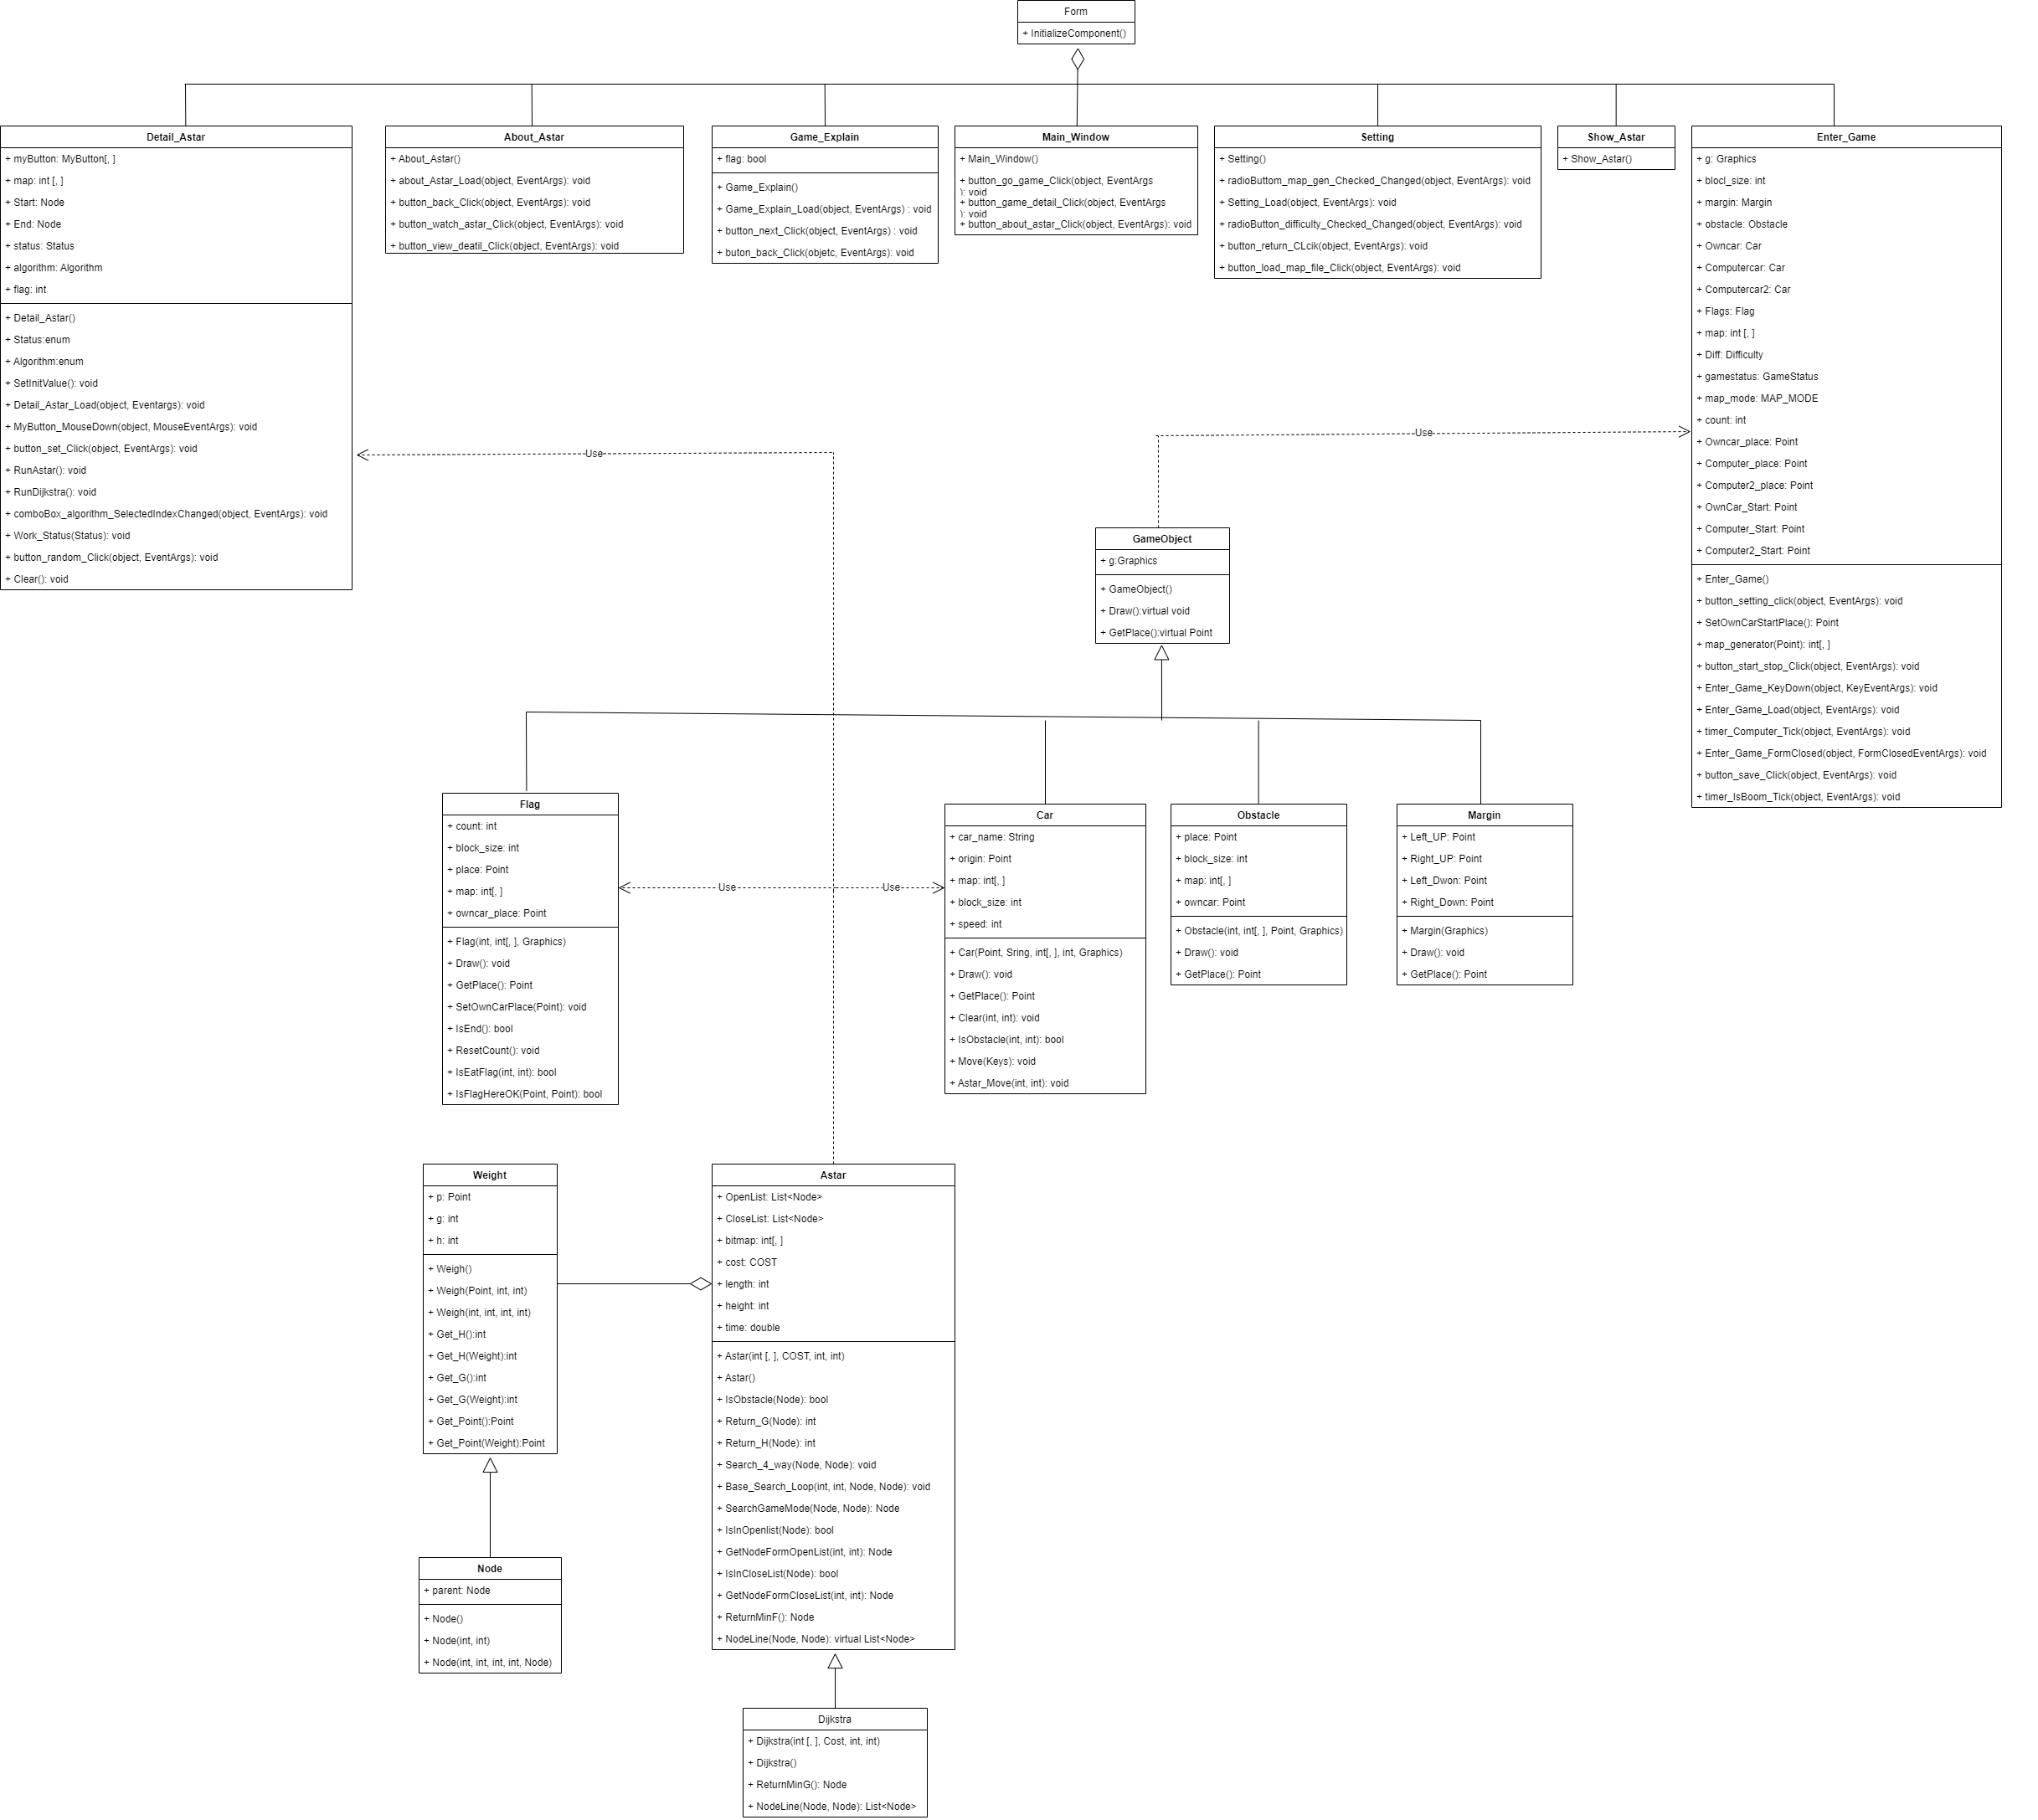 Form
+ InitializeComponent()
Detail_Astar
+ myButton: MyButton[, ]
+ map: int [, ]
+ Start: Node
+ End: Node
+ status: Status
+ algorithm: Algorithm
+ flag: int
+ Detail_Astar()
+ Status:enum
+ Algorithm:enum
+ SetInitValue(): void
+ Detail_Astar_Load(object, Eventargs): void
+ MyButton_MouseDown(object, MouseEventArgs): void
+ button_set_Click(object, EventArgs): void
+ RunAstar(): void
+ RunDijkstra(): void
+ comboBox_algorithm_SelectedIndexChanged(object, EventArgs): void
+ Work_Status(Status): void
+ button_random_Click(object, EventArgs): void
+ Clear(): void
About_Astar
+ About_Astar()
+ about_Astar_Load(object, EventArgs): void
+ button_back_Click(object, EventArgs): void
+ button_watch_astar_Click(object, EventArgs): void
+ button_view_deatil_Click(object, EventArgs): void
Game_Explain
+ flag: bool
+ Game_Explain()
+ Game_Explain_Load(object, EventArgs) : void
+ button_next_Click(object, EventArgs) : void
+ buton_back_Click(objetc, EventArgs): void
Main_Window
+ Main_Window()
+ button_go_game_Click(object, EventArgs
): void
+ button_game_detail_Click(object, EventArgs
): void
+ button_about_astar_Click(object, EventArgs): void
Setting
+ Setting()
+ radioButtom_map_gen_Checked_Changed(object, EventArgs): void
+ Setting_Load(object, EventArgs): void
+ radioButton_difficulty_Checked_Changed(object, EventArgs): void
+ button_return_CLcik(object, EventArgs): void
+ button_load_map_file_Click(object, EventArgs): void
Show_Astar
+ Show_Astar()
Enter_Game
+ g: Graphics
+ blocl_size: int
+ margin: Margin
+ obstacle: Obstacle
+ Owncar: Car
+ Computercar: Car
+ Computercar2: Car
+ Flags: Flag
+ map: int [, ]
+ Diff: Difficulty
+ gamestatus: GameStatus
+ map_mode: MAP_MODE
+ count: int
+ Owncar_place: Point
+ Computer_place: Point
+ Computer2_place: Point
+ OwnCar_Start: Point
+ Computer_Start: Point
+ Computer2_Start: Point
+ Enter_Game()
+ button_setting_click(object, EventArgs): void
+ SetOwnCarStartPlace(): Point
+ map_generator(Point): int[, ]
+ button_start_stop_Click(object, EventArgs): void
+ Enter_Game_KeyDown(object, KeyEventArgs): void
+ Enter_Game_Load(object, EventArgs): void
+ timer_Computer_Tick(object, EventArgs): void
+ Enter_Game_FormClosed(object, FormClosedEventArgs): void
+ button_save_Click(object, EventArgs): void
+ timer_IsBoom_Tick(object, EventArgs): void
Use
Use
GameObject
+ g:Graphics
+ GameObject()
+ Draw():virtual void
+ GetPlace():virtual Point
Flag
+ count: int
+ block_size: int
+ place: Point
+ map: int[, ]
+ owncar_place: Point
+ Flag(int, int[, ], Graphics)
+ Draw(): void
+ GetPlace(): Point
+ SetOwnCarPlace(Point): void
+ IsEnd(): bool
+ ResetCount(): void
+ IsEatFlag(int, int): bool
+ IsFlagHereOK(Point, Point): bool
Use
Use
Car
+ car_name: String
+ origin: Point
+ map: int[, ]
+ block_size: int
+ speed: int
+ Car(Point, Sring, int[, ], int, Graphics)
+ Draw(): void
+ GetPlace(): Point
+ Clear(int, int): void
+ IsObstacle(int, int): bool
+ Move(Keys): void
+ Astar_Move(int, int): void
Obstacle
+ place: Point
+ block_size: int
+ map: int[, ]
+ owncar: Point
+ Obstacle(int, int[, ], Point, Graphics)
+ Draw(): void
+ GetPlace(): Point
Margin
+ Left_UP: Point
+ Right_UP: Point
+ Left_Dwon: Point
+ Right_Down: Point
+ Margin(Graphics)
+ Draw(): void
+ GetPlace(): Point
Weight
+ p: Point
+ g: int
+ h: int
+ Weigh()
+ Weigh(Point, int, int)
+ Weigh(int, int, int, int)
+ Get_H():int
+ Get_H(Weight):int
+ Get_G():int
+ Get_G(Weight):int
+ Get_Point():Point
+ Get_Point(Weight):Point
Astar
+ OpenList: List<Node>
+ CloseList: List<Node>
+ bitmap: int[, ]
+ cost: COST
+ length: int
+ height: int
+ time: double
+ Astar(int [, ], COST, int, int)
+ Astar()
+ IsObstacle(Node): bool
+ Return_G(Node): int
+ Return_H(Node): int
+ Search_4_way(Node, Node): void
+ Base_Search_Loop(int, int, Node, Node): void
+ SearchGameMode(Node, Node): Node
+ IsInOpenlist(Node): bool
+ GetNodeFormOpenList(int, int): Node
+ IsInCloseList(Node): bool
+ GetNodeFormCloseList(int, int): Node
+ ReturnMinF(): Node
+ NodeLine(Node, Node): virtual List<Node>
Node
+ parent: Node
+ Node()
+ Node(int, int)
+ Node(int, int, int, int, Node)
Dijkstra
+ Dijkstra(int [, ], Cost, int, int)
+ Dijkstra()
+ ReturnMinG(): Node
+ NodeLine(Node, Node): List<Node>